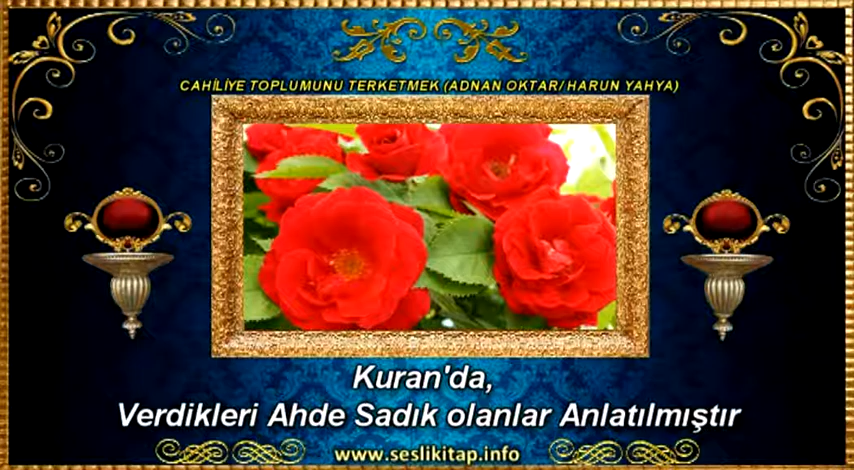 CAHİLİYE TOPLUMUNU TERKETMEK (ADNAN OKTAR/HARUN YAHYA)
Kuran'da,
Verdikleri Ahde Sadık olanlar Anlatılmıştır
www.seslikitap.info